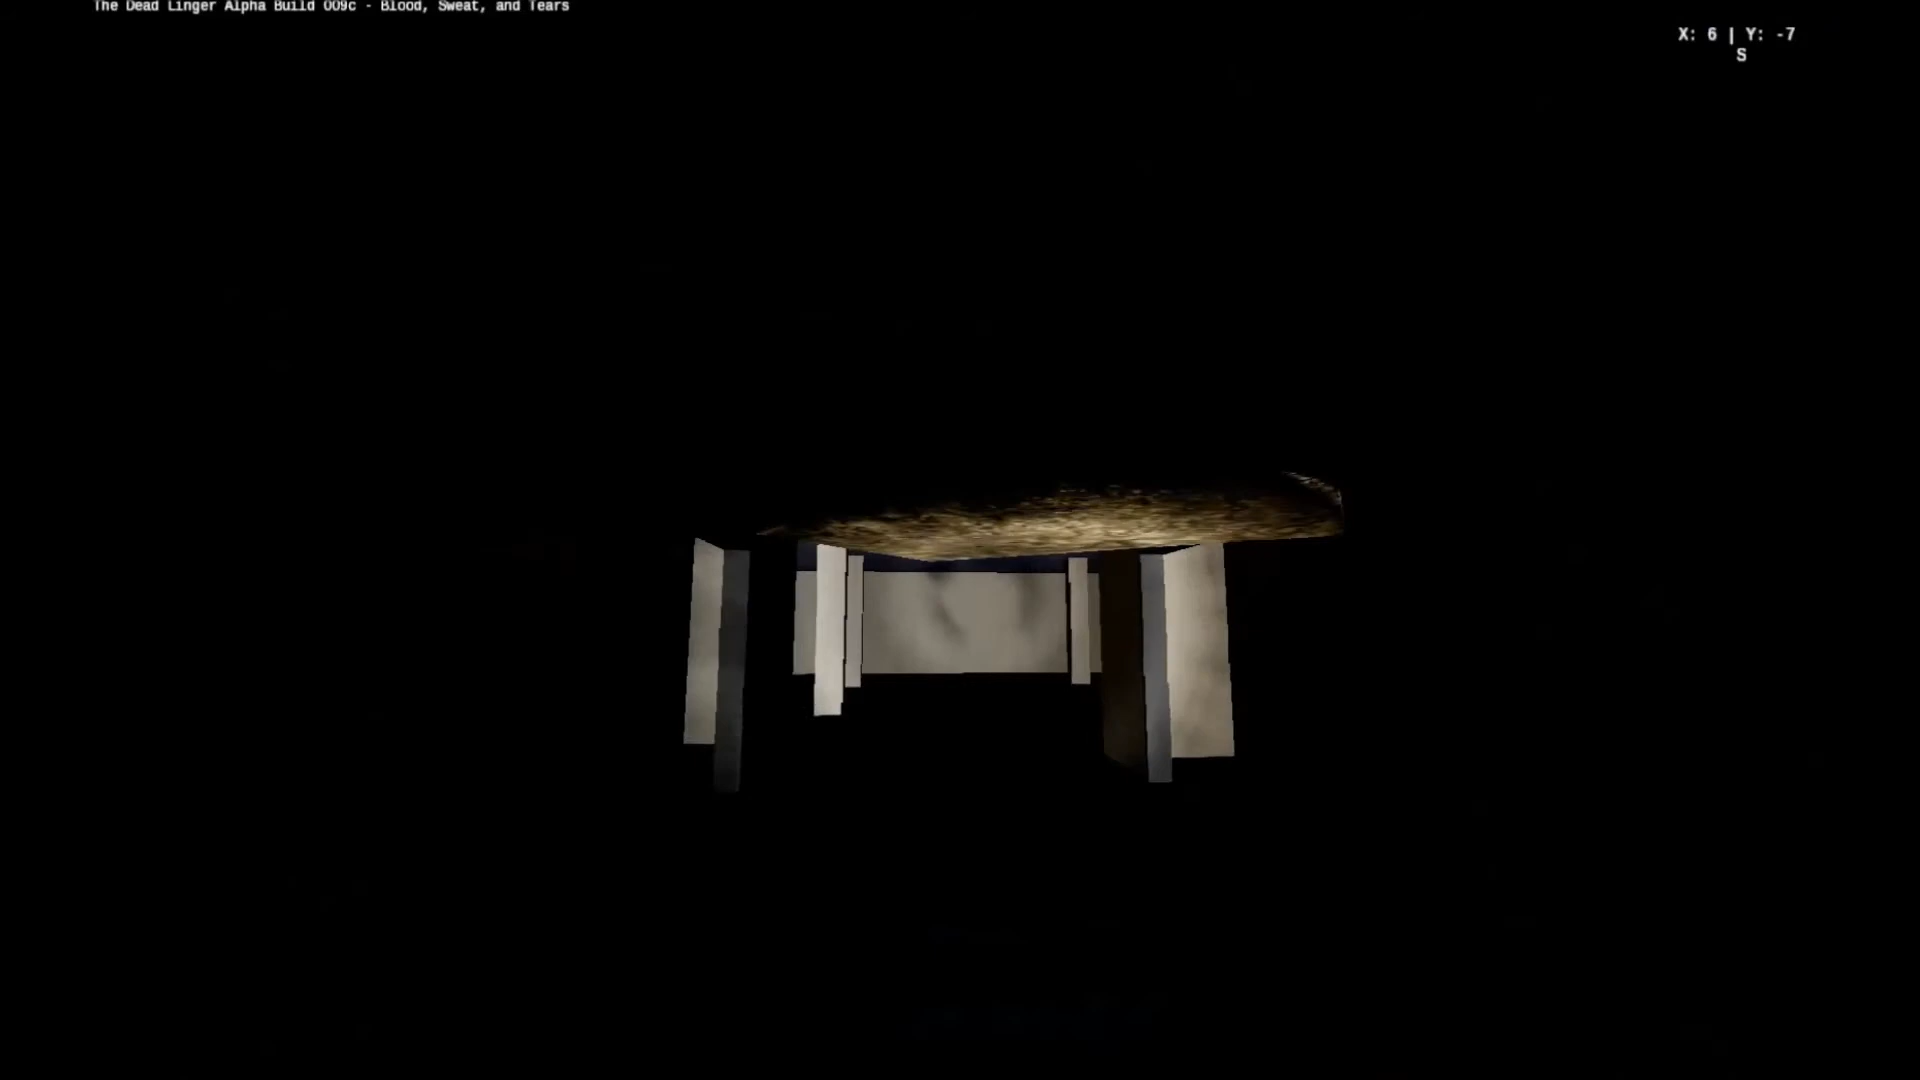 The Dead Linger Alpha Build 009c - Blood, Sweat, and Tears
X: 6 | Y: -7
S